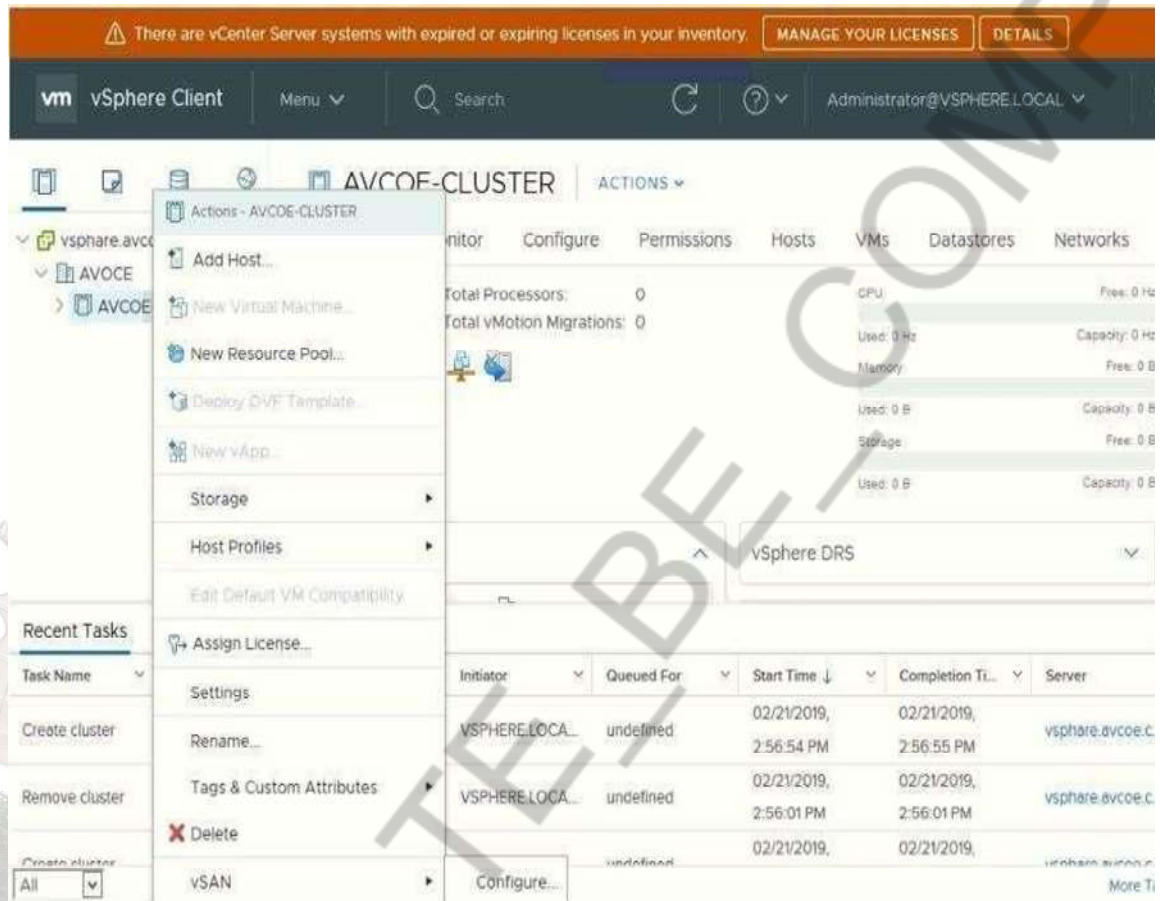 There are vCenter Server systems with expired or expiring licenses in your inventory. MANAGE YOUR LICENSES DETAILS
vm vSphere Client Menu Search Administrator@VSPHERE.LOCAL
AVCOE-CLUSTER ACTIONS
Actions - AVCOE-CLUSTER
vsphare.avco
AVOCE
AVCOE
nitor Configure Permissions Hosts VMs Datastores Networks
Add Host...
New Virtual Machine...
New Resource Pool...
Deploy OVF Template...
New vApp...
Storage
Host Profiles
Edit Default VM Compatibility
Assign License...
Settings
Rename...
Tags & Custom Attributes
Delete
vSAN
Configure...
Total Processors: 0
Total vMotion Migrations: 0
CPU Free: 0 Hz
Used: 0 Hz Capacity: 0 Hz
Memory Free: 0 B
Used: 0 B Capacity: 0 B
Storage Free: 0 B
Used: 0 B Capacity: 0 B
vSphere DRS
Recent Tasks
Task Name Initiator Queued For Start Time ↓ Completion Ti... Server
Create cluster VSPHERE.LOCA... undefined 02/21/2019, 2:56:54 PM 02/21/2019, 2:56:55 PM vsphare.avcoe.c
Remove cluster VSPHERE.LOCA... undefined 02/21/2019, 2:56:01 PM 02/21/2019, 2:56:01 PM vsphare.avcoe.c
Create cluster undefined 02/21/2019, 02/21/2019, vsphare.avcoe.c
All More Ta
TE_BE_COMP